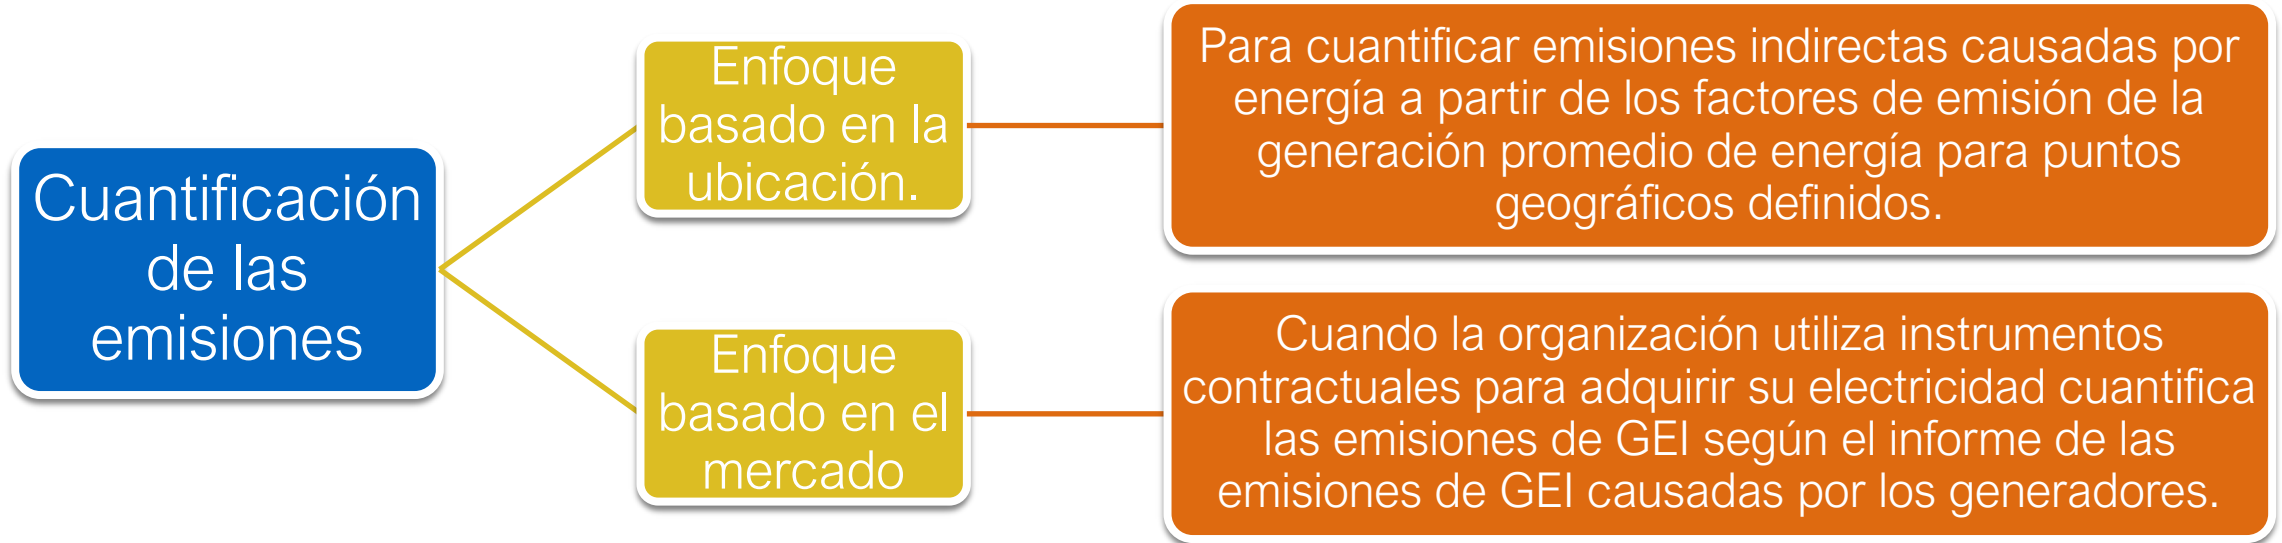 Cuantificación
de las
emisiones
Enfoque
basado en la
ubicación.
Para cuantificar emisiones indirectas causadas por
energía a partir de los factores de emisión de la
generación promedio de energía para puntos
geográficos definidos.
Enfoque
basado en el
mercado
Cuando la organización utiliza instrumentos
contractuales para adquirir su electricidad cuantifica
las emisiones de GEI según el informe de las
emisiones de GEI causadas por los generadores.